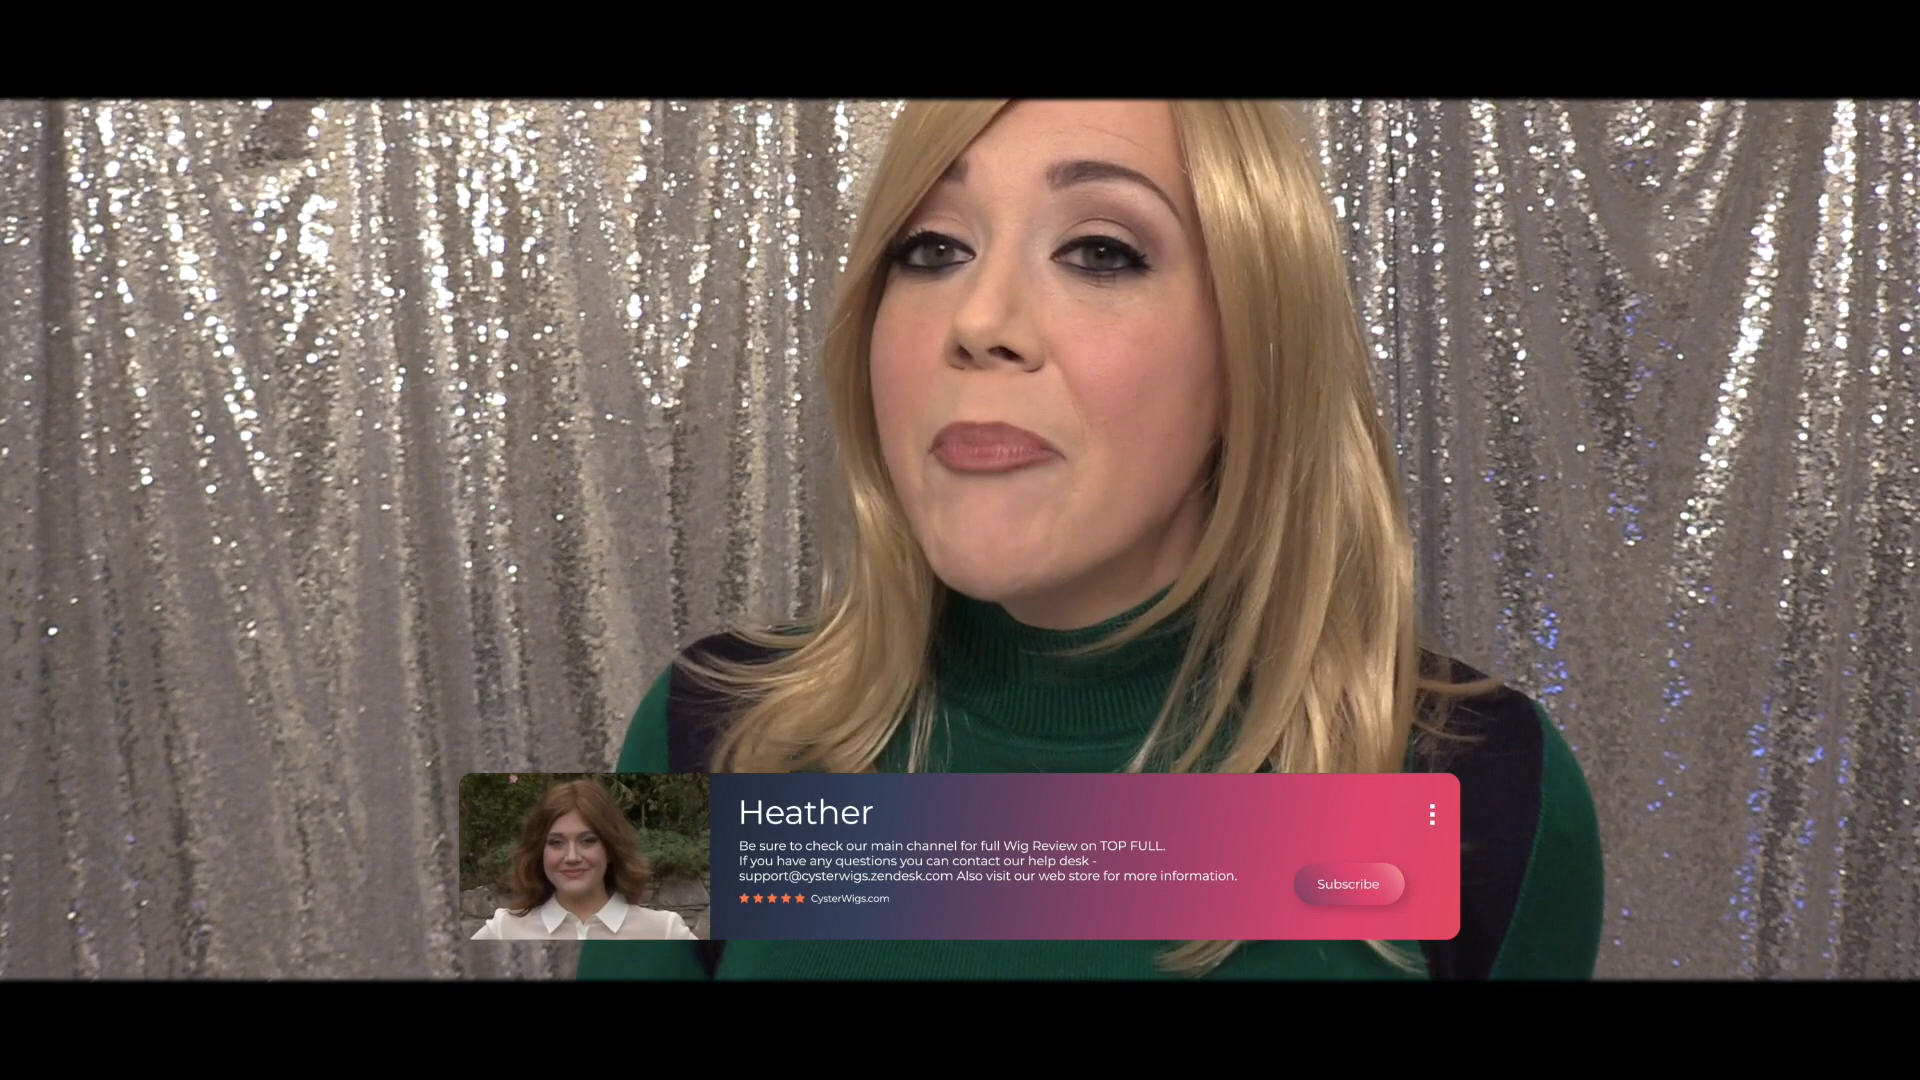 Heather
Be sure to check our main channel for full Wig Review on TOP FULL.
If you have any questions you can contact our help desk -
support@cysterwigs.zendesk.com Also visit our web store for more information.
CysterWigs.com
Subscribe